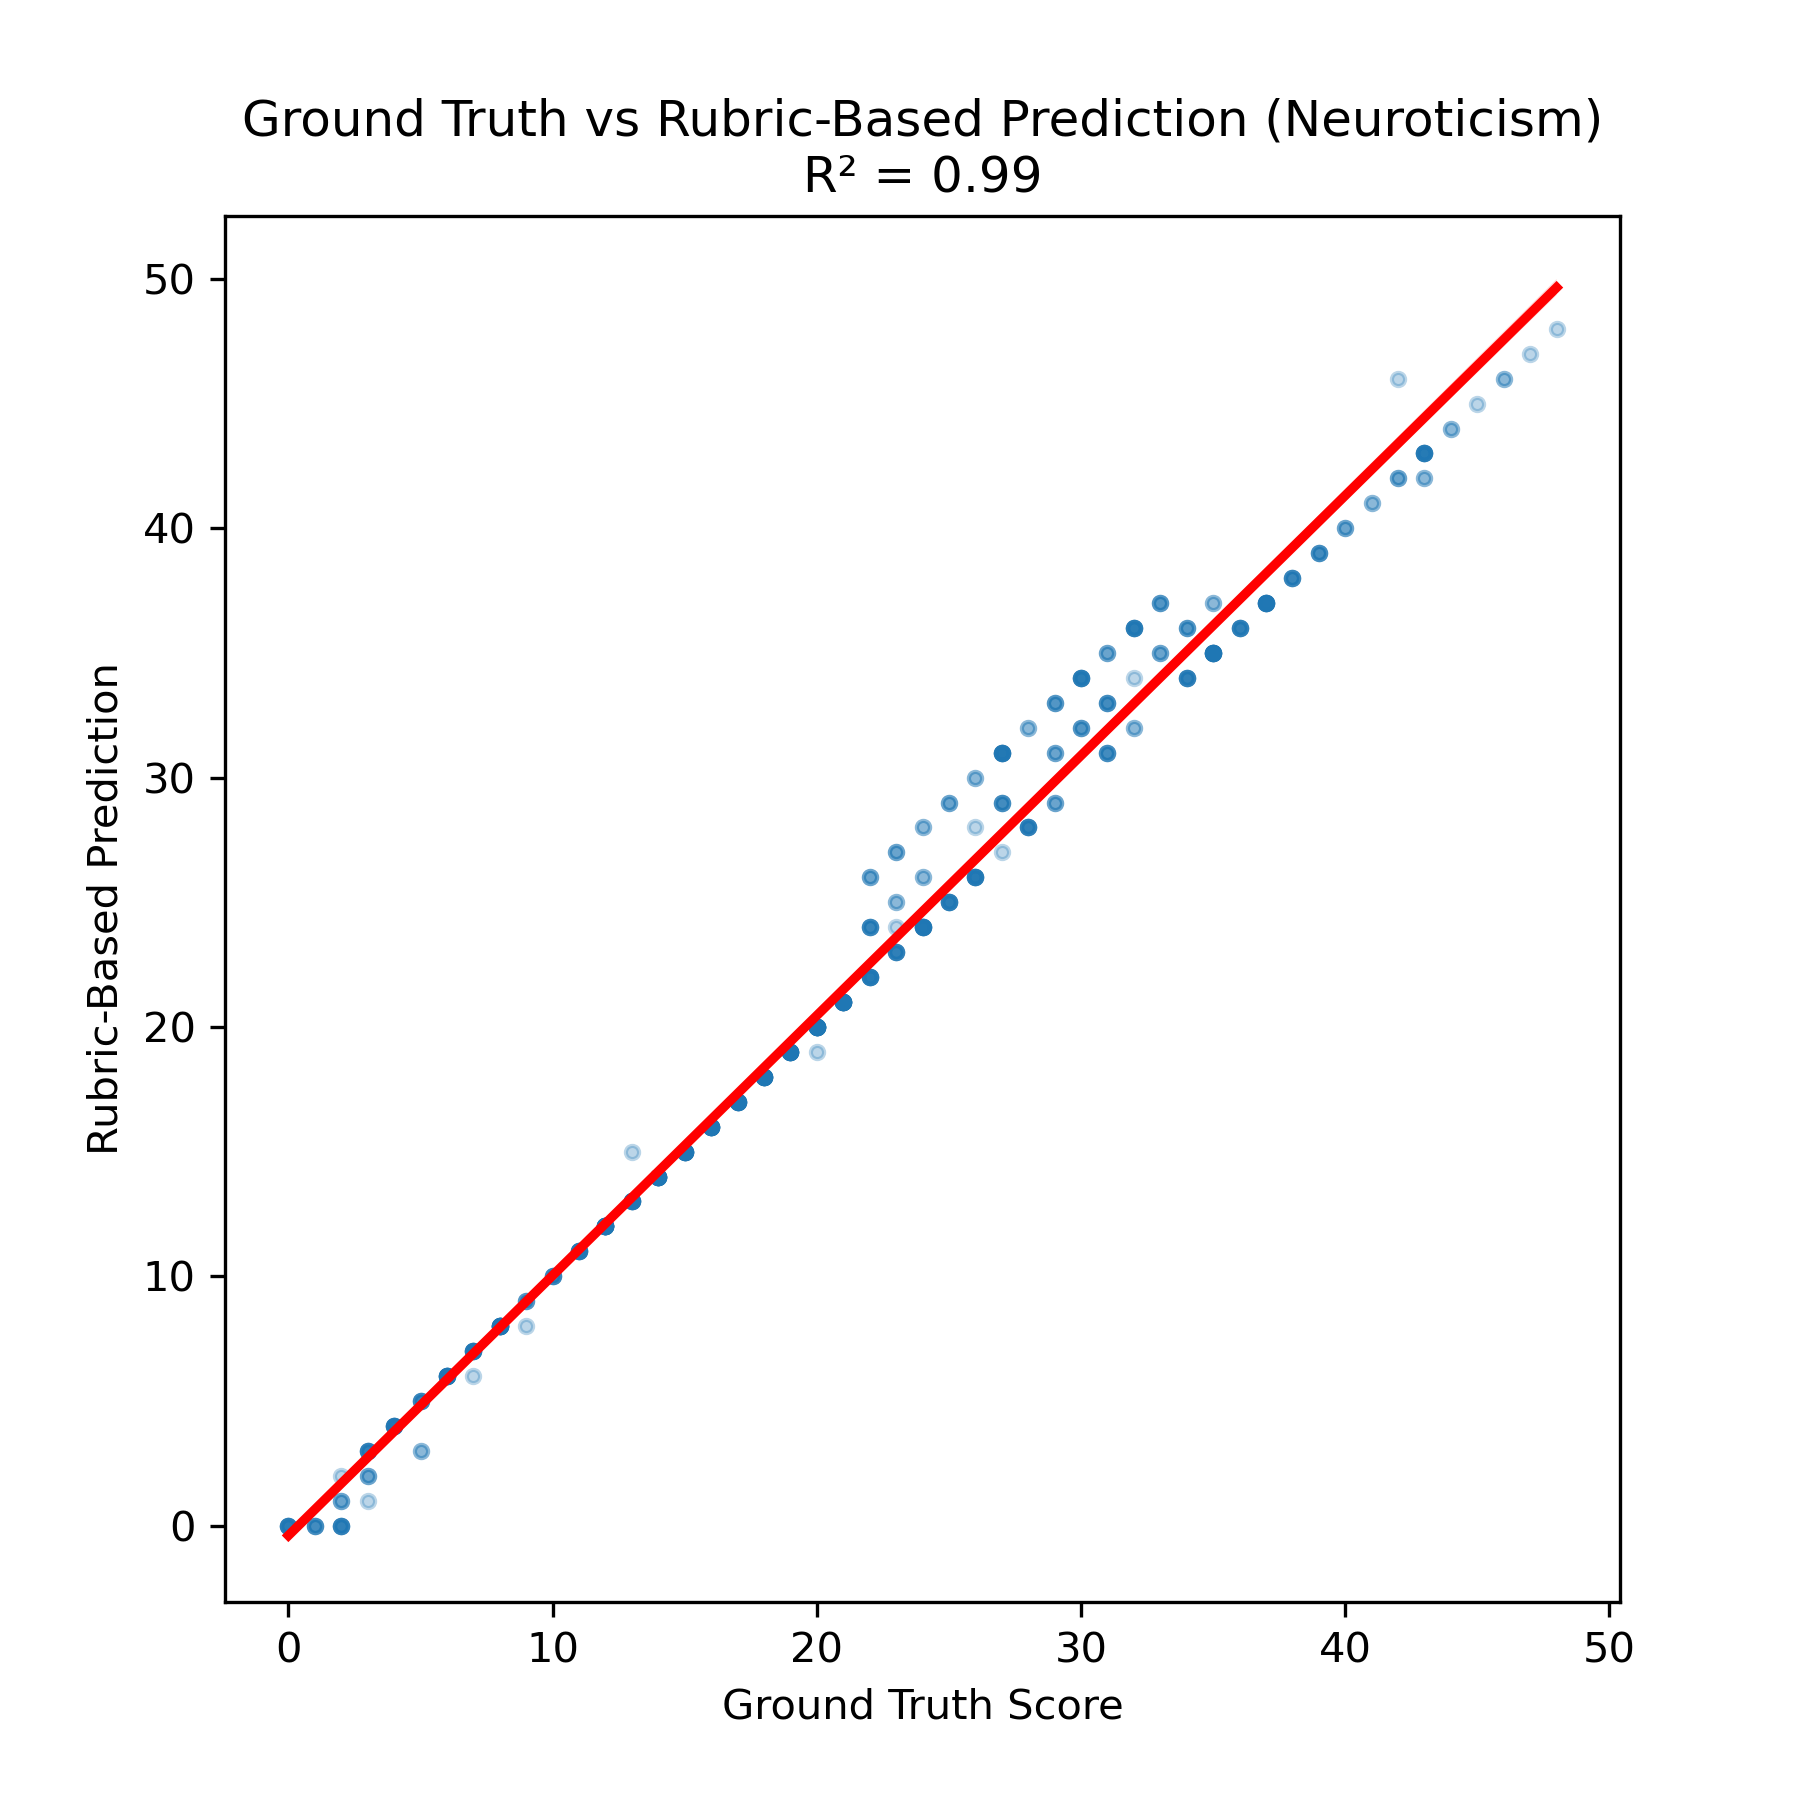 Ground Truth vs Rubric-Based Prediction (Neuroticism)
R² = 0.99
50
40
30
20
10
0
Rubric-Based Prediction
0 10 20 30 40 50
Ground Truth Score